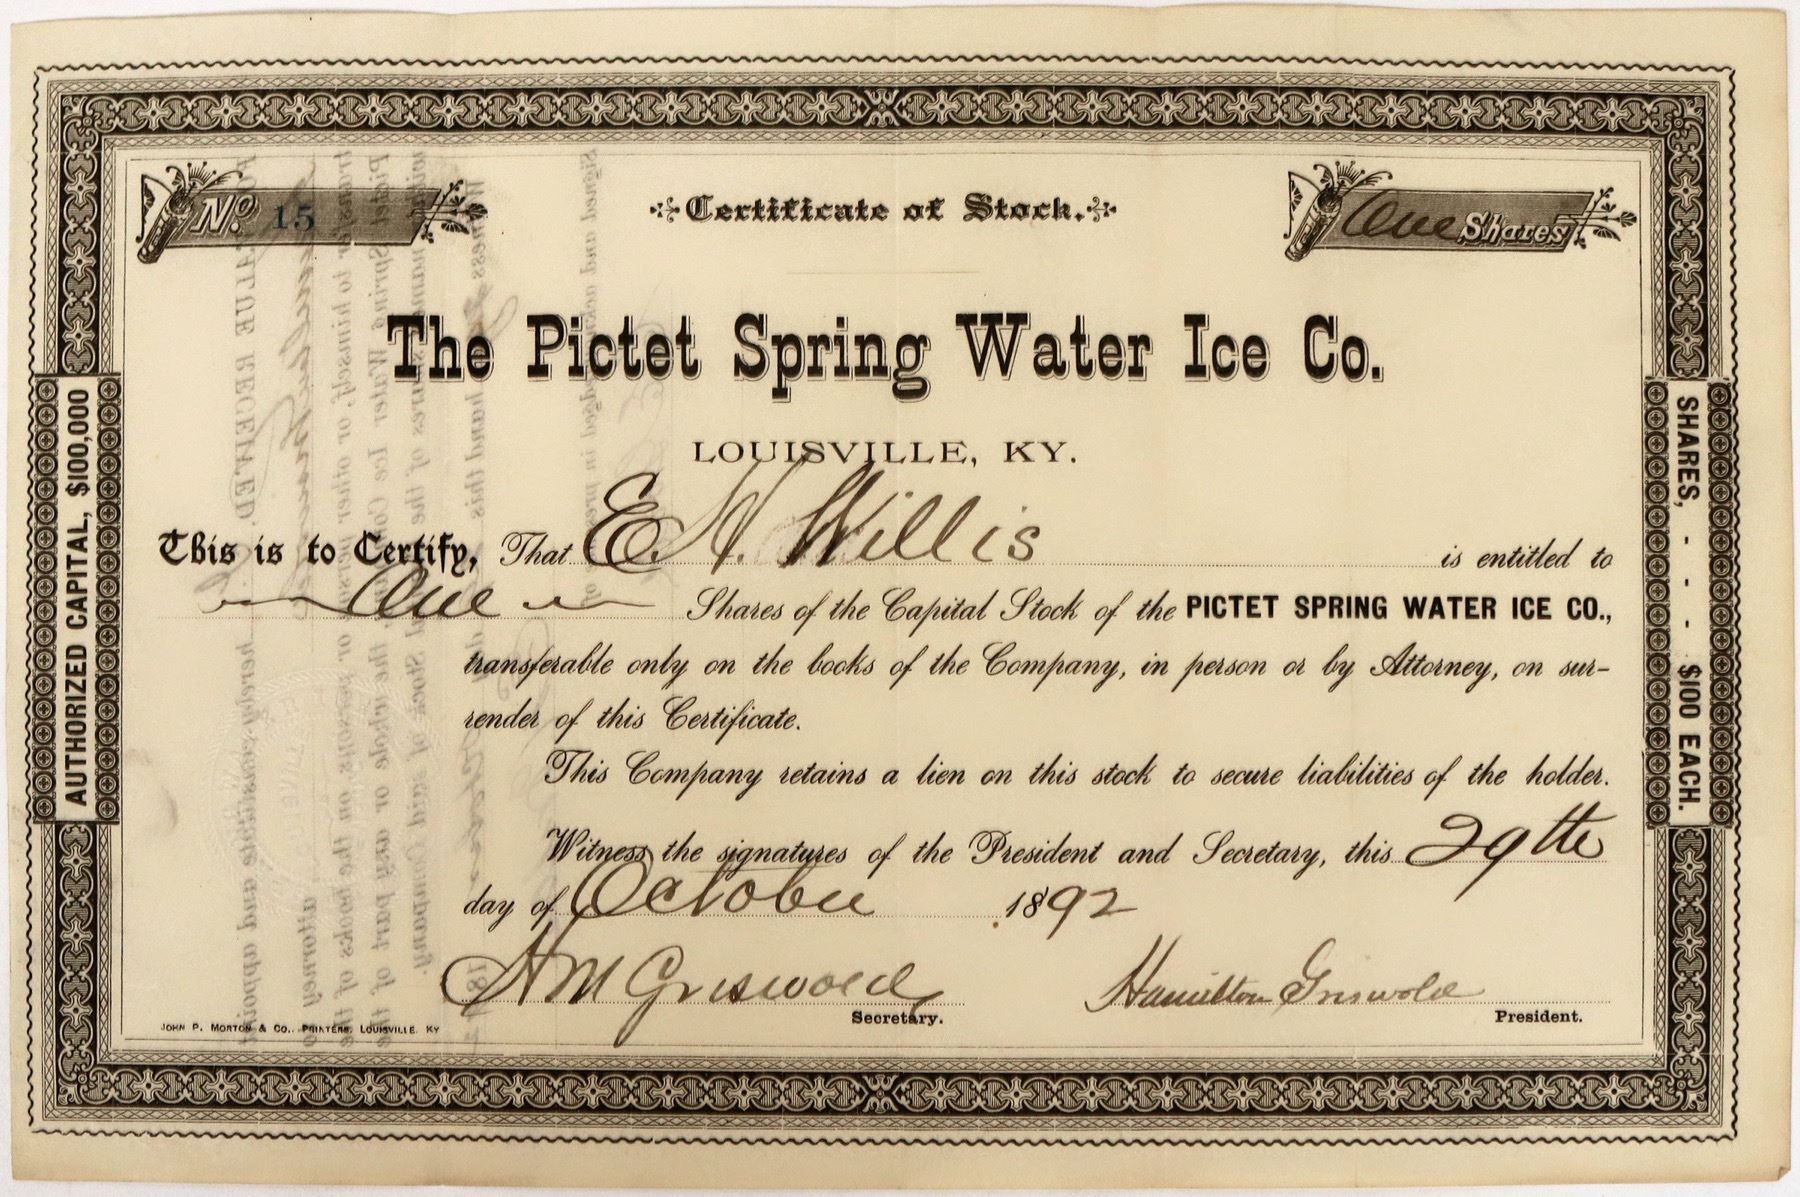 No. 15
Certificate of Stock.
One Shares
The Pictet Spring Water Ice Co.
LOUISVILLE, KY.
This is to Certify, That E. H. Willis is entitled to
One Shares of the Capital Stock of the PICTET SPRING WATER ICE CO.,
transferable only on the books of the Company, in person or by Attorney, on sur-
render of this Certificate.
This Company retains a lien on this stock to secure liabilities of the holder.
Witness the signatures of the President and Secretary, this 29th
day of October 1892
H M Griswold
Secretary.
Hamilton Griswold
President.
JOHN P. MORTON & CO., PRINTERS, LOUISVILLE, KY
AUTHORIZED CAPITAL, $100,000
SHARES, - - - $100 EACH.